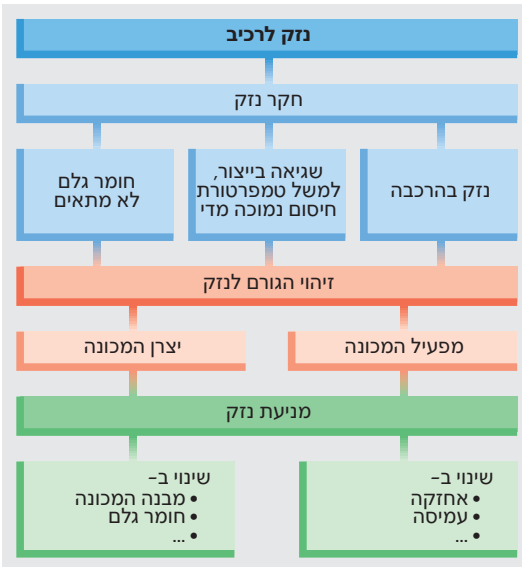 נזק לרכיב
חקר נזק
נזק בהרכבה
שגיאה בייצור,
למשל טמפרטורת
חיסום נמוכה מדי
חומר גלם
לא מתאים
זיהוי הגורם לנזק
מפעיל המכונה
יצרן המכונה
מניעת נזק
שינוי ב-
• אחזקה
• עמיסה
• ...
שינוי ב-
• מבנה המכונה
• חומר גלם
• ...